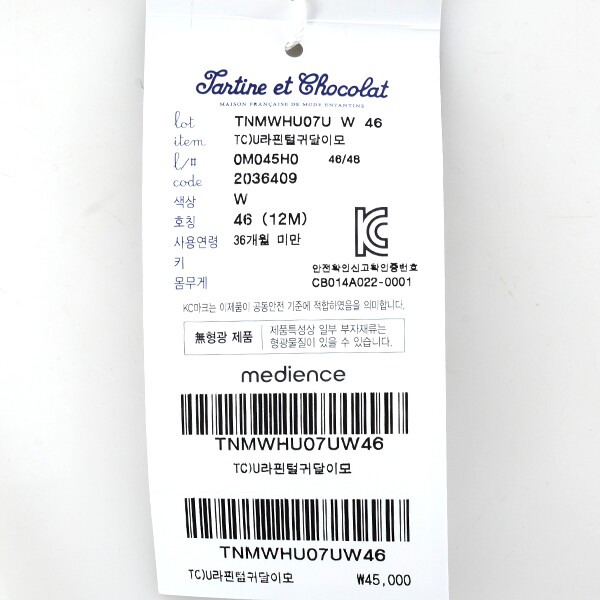 Tartine et Chocolat
MAISON FRANÇAISE DE MODE ENFANTINE
lot TNMWHU07U W 46
item TC)U라핀털귀달이모
l/# 0M045H0 46/48
code 2036409
색상 W
호칭 46 (12M)
사용연령 36개월 미만
키
몸무게
KC
안전확인신고확인증번호
CB014A022-0001
KC마크는 이제품이 공통안전 기준에 적합하였음을 의미합니다.
無형광 제품
제품특성상 일부 부자재류는
형광물질이 있을 수 있습니다.
medience
TNMWHU07UW46
TC)U라핀털귀달이모
TNMWHU07UW46
TC)U라핀털귀달이모 ₩45,000